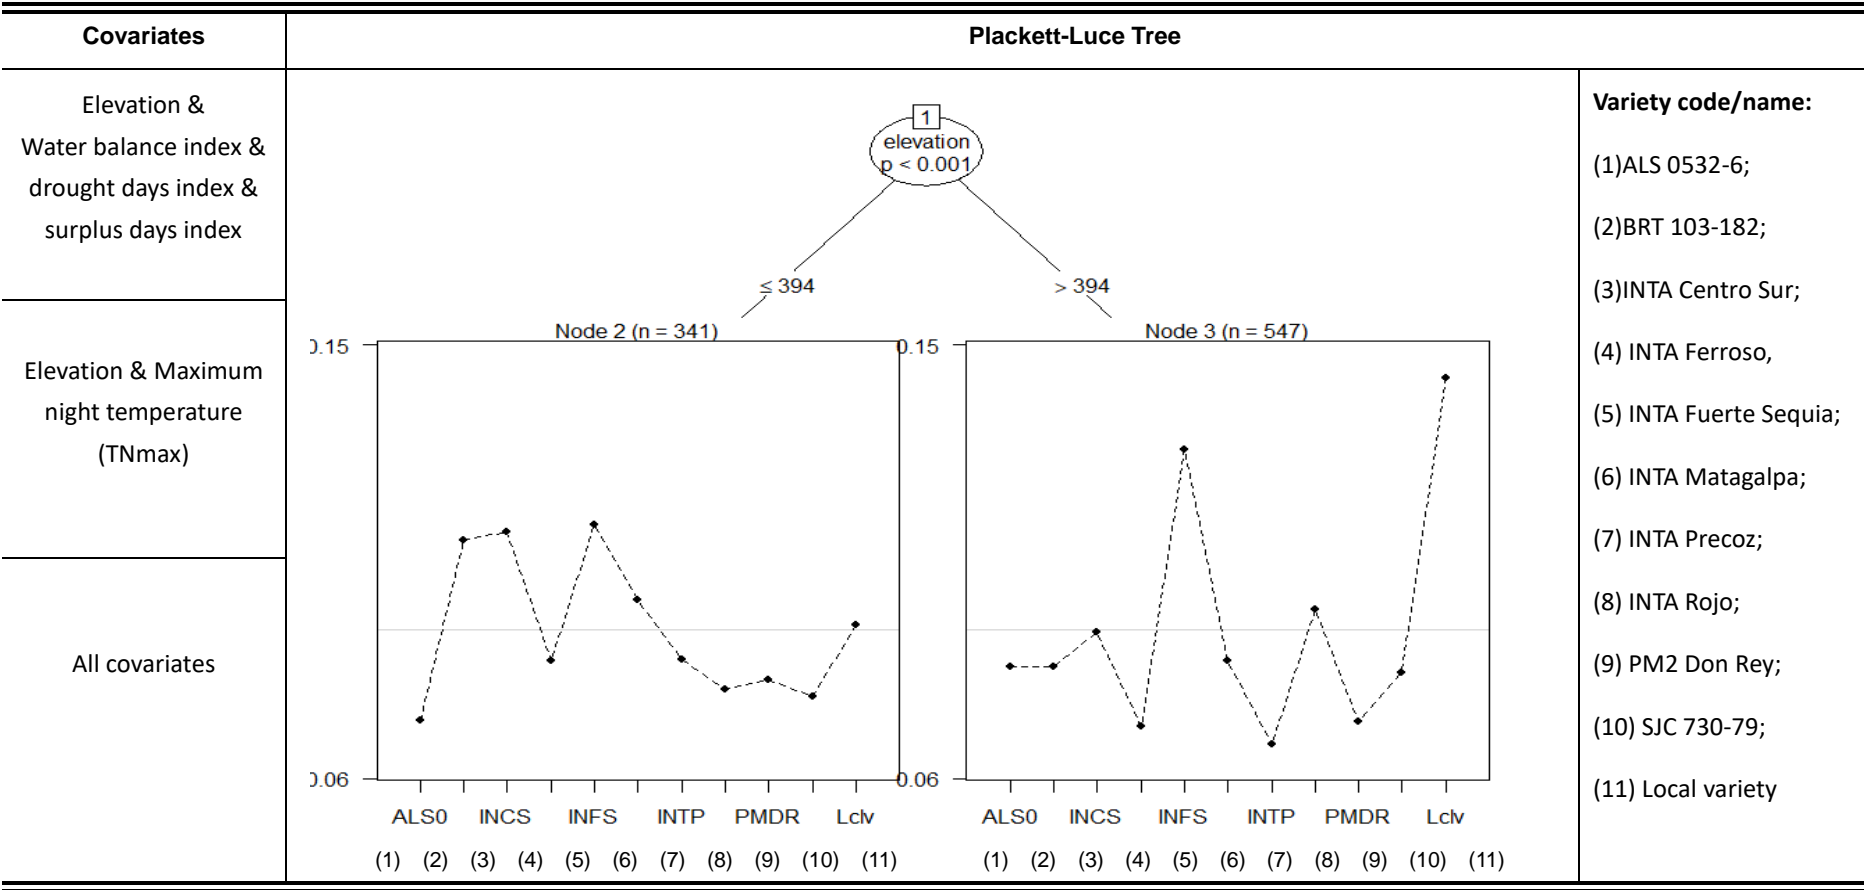 Covariates
Plackett-Luce Tree
Elevation &
Water balance index &
drought days index &
surplus days index
Elevation & Maximum
night temperature
(TNmax)
All covariates
1
elevation
p < 0.001
≤ 394
> 394
Node 2 (n = 341)
0.15
0.06
ALS0 INCS INFS INTP PMDR Lclv
(1) (2) (3) (4) (5) (6) (7) (8) (9) (10) (11)
Node 3 (n = 547)
0.15
0.06
ALS0 INCS INFS INTP PMDR Lclv
(1) (2) (3) (4) (5) (6) (7) (8) (9) (10) (11)
Variety code/name:
(1)ALS 0532-6;
(2)BRT 103-182;
(3)INTA Centro Sur;
(4) INTA Ferroso,
(5) INTA Fuerte Sequia;
(6) INTA Matagalpa;
(7) INTA Precoz;
(8) INTA Rojo;
(9) PM2 Don Rey;
(10) SJC 730-79;
(11) Local variety